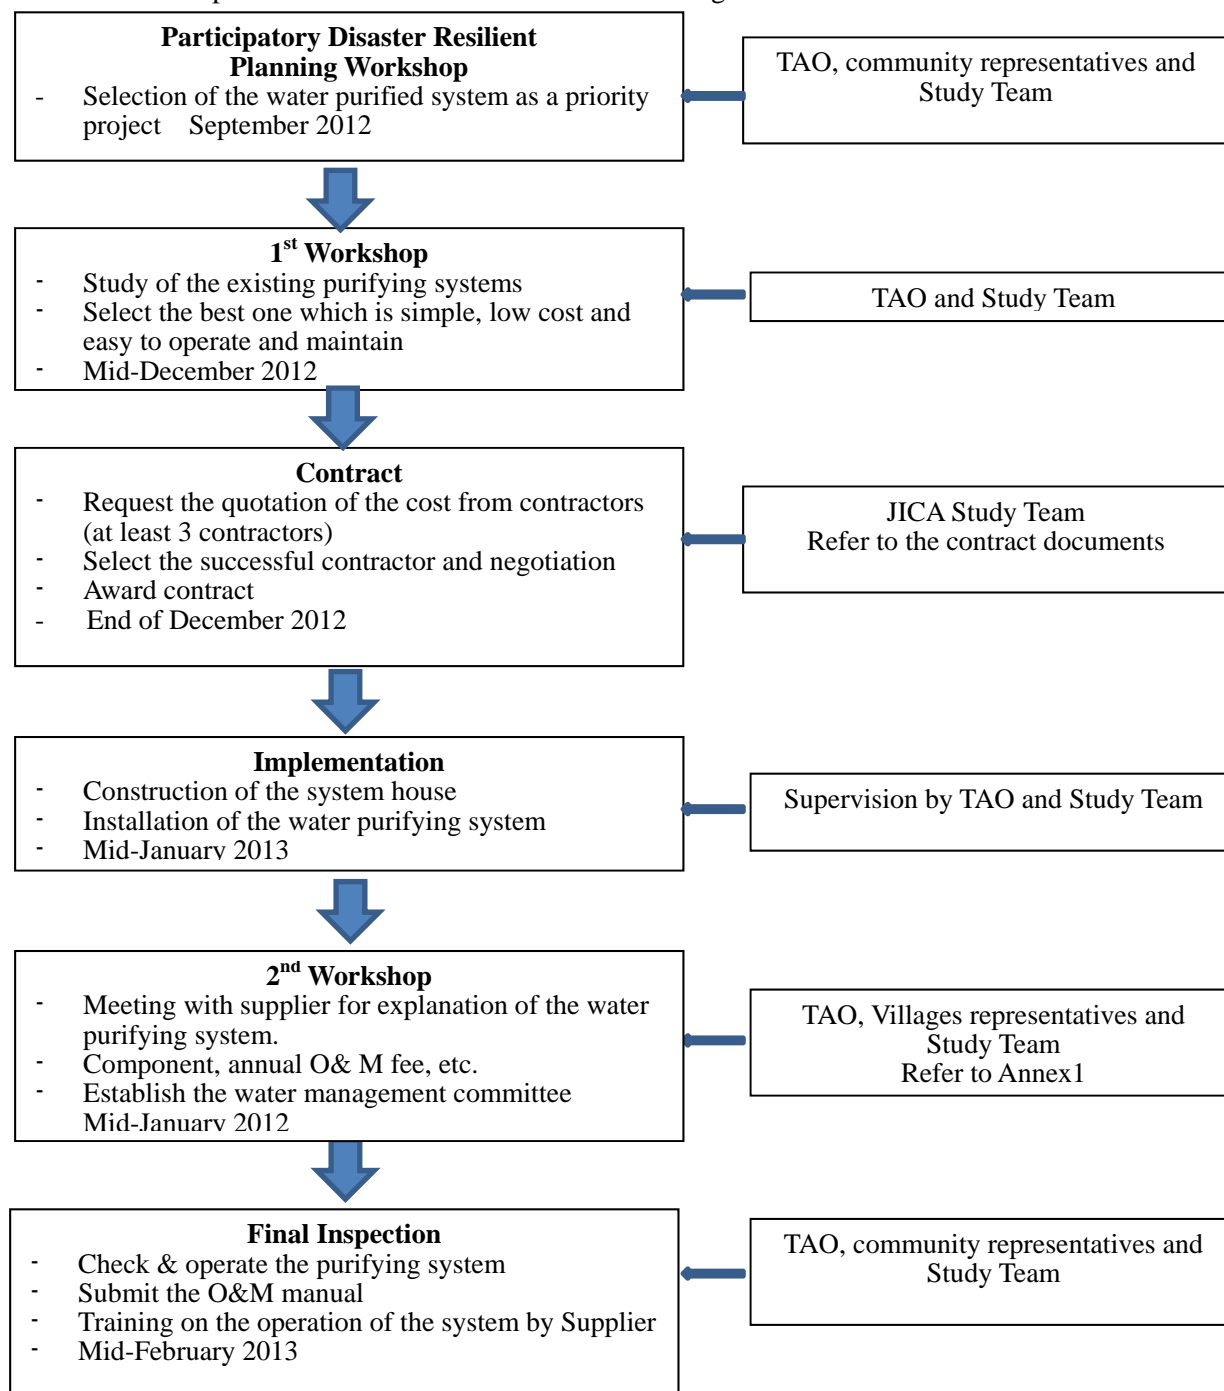 Participatory Disaster Resilient
Planning Workshop
- Selection of the water purified system as a priority
project September 2012
TAO, community representatives and
Study Team
1st Workshop
- Study of the existing purifying systems
- Select the best one which is simple, low cost and
easy to operate and maintain
- Mid-December 2012
TAO and Study Team
Contract
- Request the quotation of the cost from contractors
(at least 3 contractors)
- Select the successful contractor and negotiation
- Award contract
- End of December 2012
JICA Study Team
Refer to the contract documents
Implementation
- Construction of the system house
- Installation of the water purifying system
- Mid-January 2013
Supervision by TAO and Study Team
2nd Workshop
- Meeting with supplier for explanation of the water
purifying system.
- Component, annual O& M fee, etc.
- Establish the water management committee
Mid-January 2012
TAO, Villages representatives and
Study Team
Refer to Annex1
Final Inspection
- Check & operate the purifying system
- Submit the O&M manual
- Training on the operation of the system by Supplier
- Mid-February 2013
TAO, community representatives and
Study Team